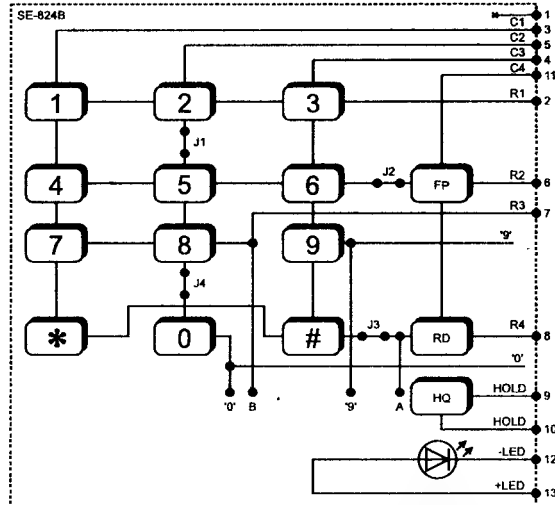 SE-824B
1
C1 3
C2 5
C3 4
C4 11
1 2 3 R1 2
J1
4 5 6 J2 FP R2 6
R3 7
7 8 9 '9'
J4
* 0 # J3 RD R4 8
'0'
'0' B '9' A HQ HOLD 9
HOLD 10
-LED 12
+LED 13